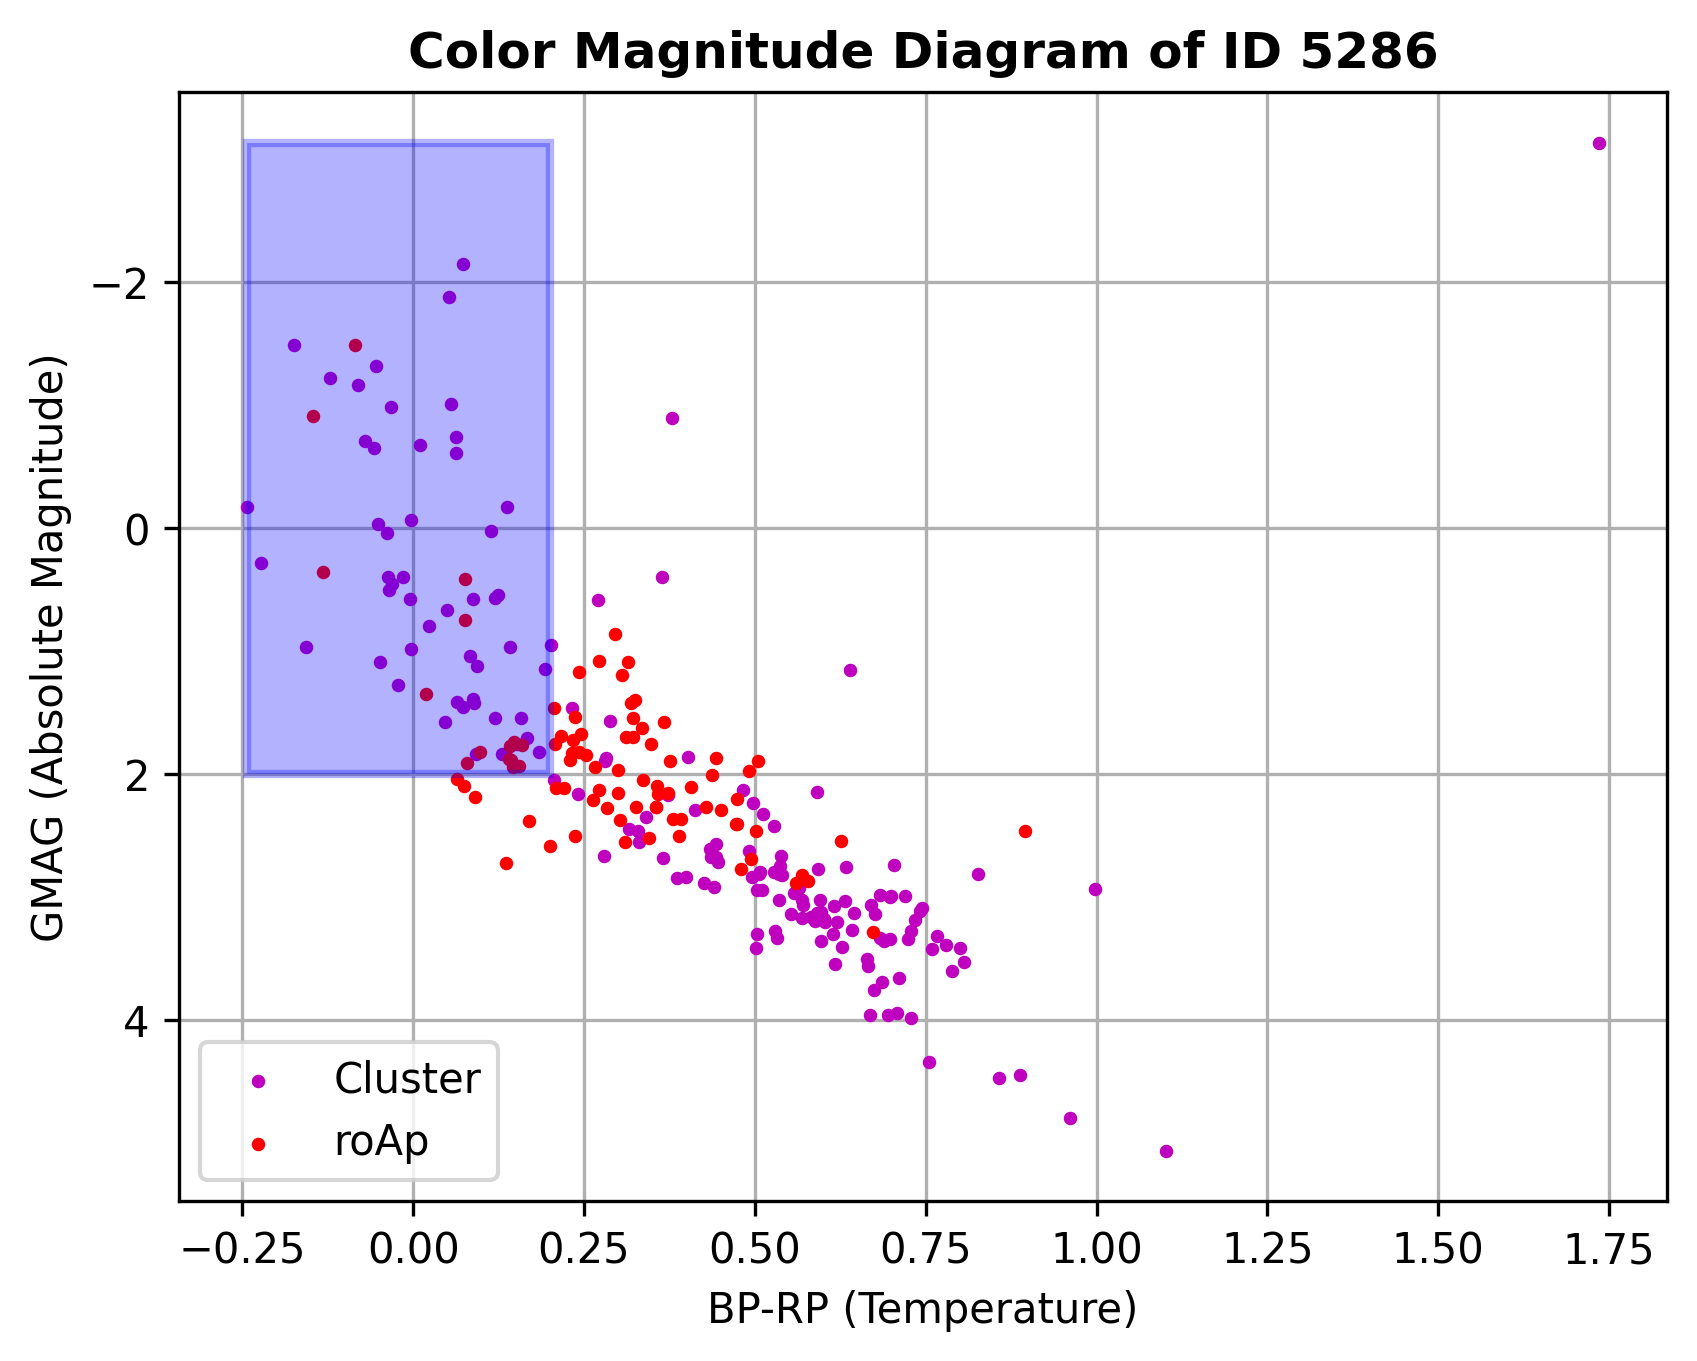 Color Magnitude Diagram of ID 5286
GMAG (Absolute Magnitude)
−2
0
2
4
Cluster
roAp
−0.25 0.00 0.25 0.50 0.75 1.00 1.25 1.50 1.75
BP-RP (Temperature)